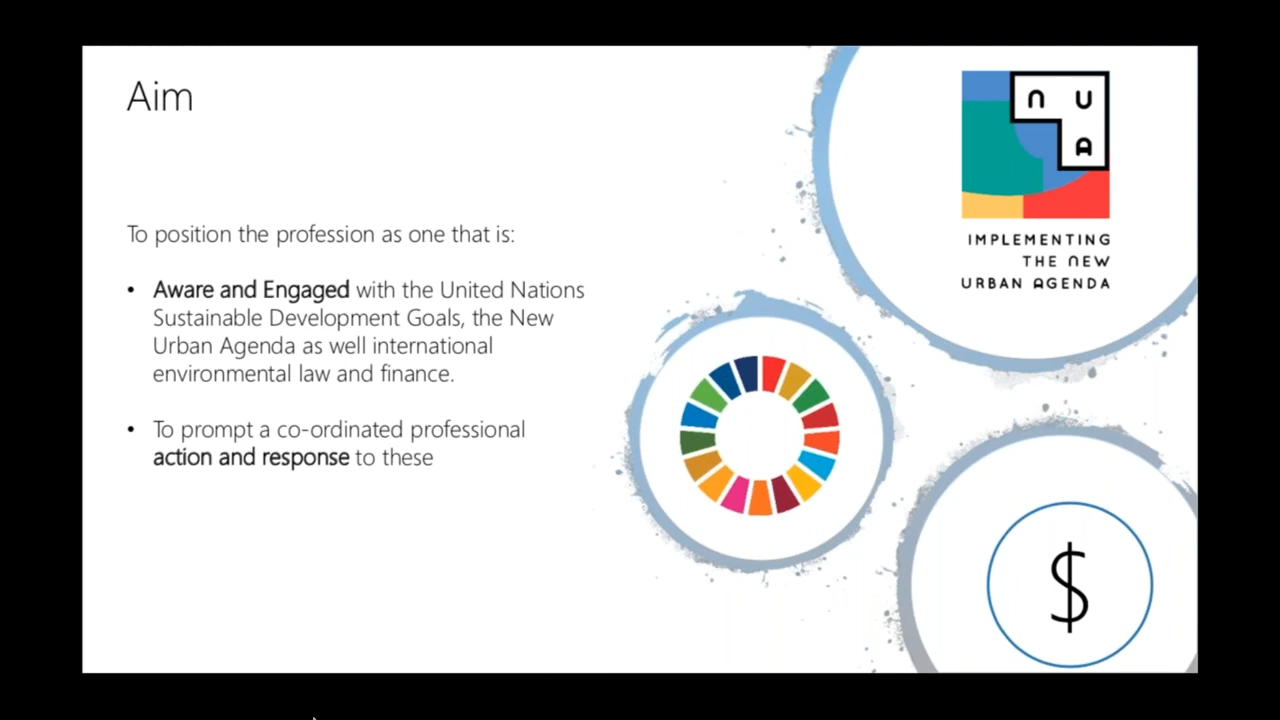 Aim
To position the profession as one that is:
• Aware and Engaged with the United Nations
Sustainable Development Goals, the New
Urban Agenda as well international
environmental law and finance.
• To prompt a co-ordinated professional
action and response to these
N U
A
IMPLEMENTING
THE NEW
URBAN AGENDA
$